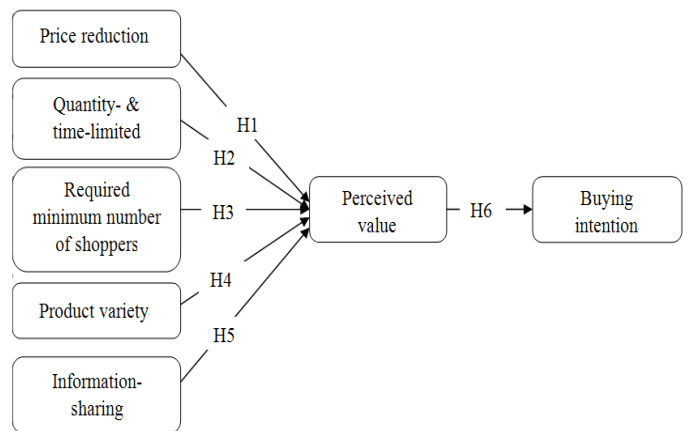 Price reduction
Quantity- &
time-limited
Required
minimum number
of shoppers
Product variety
Information-
sharing
H1
H2
H3
H4
H5
Perceived
value
H6
Buying
intention